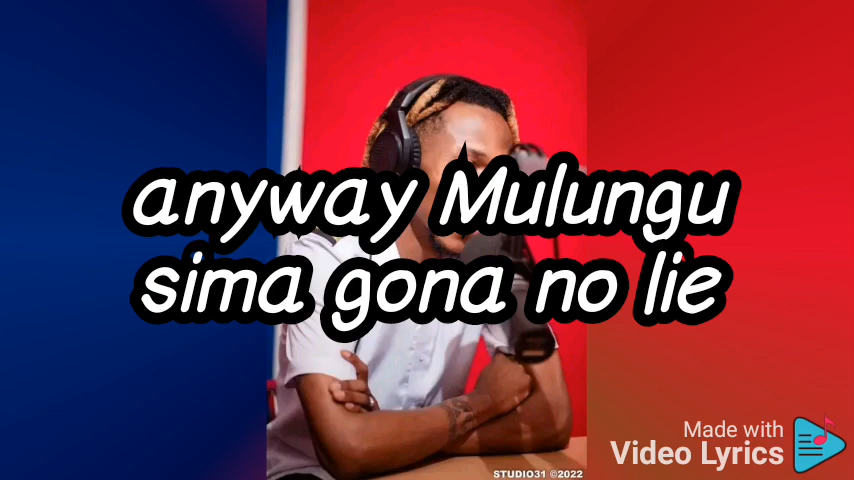 anyway Mulungu
sima gona no lie
Made with
Video Lyrics
STUDIO31 ©2022